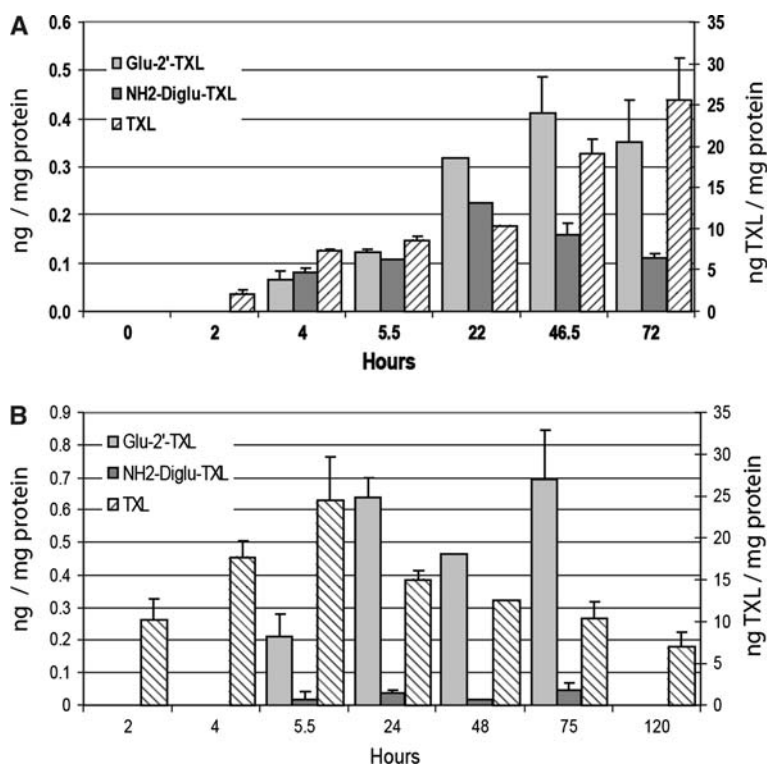 A
0.6
0.5
0.4
0.3
0.2
0.1
0.0
ng / mg protein
Glu-2'-TXL
NH2-Diglu-TXL
TXL
35
30
25
20
15
10
5
0
ng TXL / mg protein
0 2 4 5.5 22 46.5 72
Hours
B
0.9
0.8
0.7
0.6
0.5
0.4
0.3
0.2
0.1
0
ng / mg protein
Glu-2'-TXL
NH2-Diglu-TXL
TXL
35
30
25
20
15
10
5
0
ng TXL / mg protein
2 4 5.5 24 48 75 120
Hours